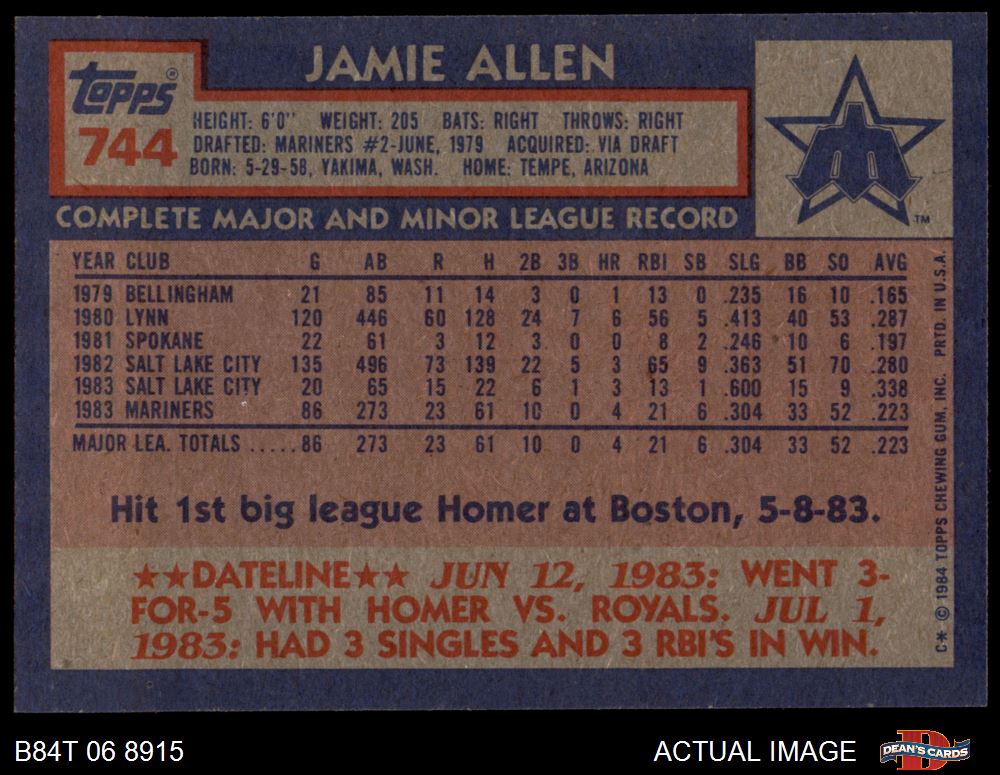 JAMIE ALLEN
Topps®
744
HEIGHT: 6'0" WEIGHT: 205 BATS: RIGHT THROWS: RIGHT
DRAFTED: MARINERS #2-JUNE, 1979 ACQUIRED: VIA DRAFT
BORN: 5-29-58, YAKIMA, WASH. HOME: TEMPE, ARIZONA
TM
COMPLETE MAJOR AND MINOR LEAGUE RECORD
YEAR CLUB G AB R H 2B 3B HR RBI SB SLG BB SO AVG
1979 BELLINGHAM 21 85 11 14 3 0 1 13 0 .235 16 10 .165
1980 LYNN 120 446 60 128 24 7 6 56 5 .413 40 53 .287
1981 SPOKANE 22 61 3 12 3 0 0 8 2 .246 10 6 .197
1982 SALT LAKE CITY 135 496 73 139 22 5 3 65 9 .363 51 70 .280
1983 SALT LAKE CITY 20 65 15 22 6 1 3 13 1 .600 15 9 .338
1983 MARINERS 86 273 23 61 10 0 4 21 6 .304 33 52 .223
MAJOR LEA. TOTALS .....86 273 23 61 10 0 4 21 6 .304 33 52 .223
Hit 1st big league Homer at Boston, 5-8-83.
★★DATELINE★★ JUN 12, 1983: WENT 3-
FOR-5 WITH HOMER VS. ROYALS. JUL 1,
1983: HAD 3 SINGLES AND 3 RBI'S IN WIN.
C* © 1984 TOPPS CHEWING GUM, INC. PRTD. IN U.S.A.
B84T 06 8915
ACTUAL IMAGE
D
DEAN'S CARDS